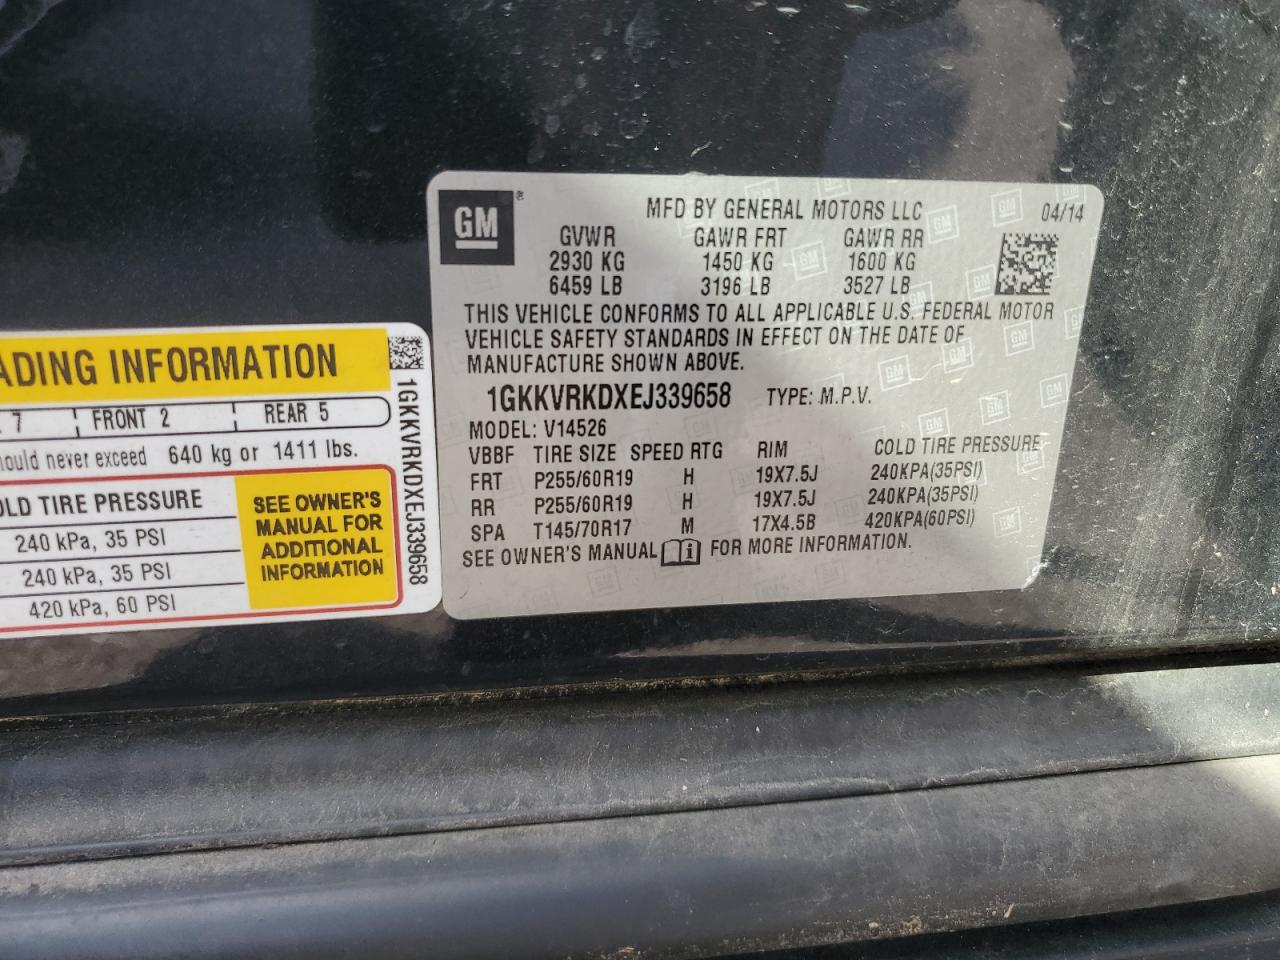 ADING INFORMATION
7 FRONT 2 REAR 5
should never exceed 640 kg or 1411 lbs.
OLD TIRE PRESSURE
240 kPa, 35 PSI
240 kPa, 35 PSI
420 kPa, 60 PSI
SEE OWNER'S
MANUAL FOR
ADDITIONAL
INFORMATION
1GKKVRKDXEJ339658
GM®
MFD BY GENERAL MOTORS LLC 04/14
GVWR GAWR FRT GAWR RR
2930 KG 1450 KG 1600 KG
6459 LB 3196 LB 3527 LB
THIS VEHICLE CONFORMS TO ALL APPLICABLE U.S. FEDERAL MOTOR
VEHICLE SAFETY STANDARDS IN EFFECT ON THE DATE OF
MANUFACTURE SHOWN ABOVE.
1GKKVRKDXEJ339658 TYPE: M.P.V.
MODEL: V14526
VBBF TIRE SIZE SPEED RTG RIM COLD TIRE PRESSURE
FRT P255/60R19 H 19X7.5J 240KPA(35PSI)
RR P255/60R19 H 19X7.5J 240KPA(35PSI)
SPA T145/70R17 M 17X4.5B 420KPA(60PSI)
SEE OWNER'S MANUAL FOR MORE INFORMATION.